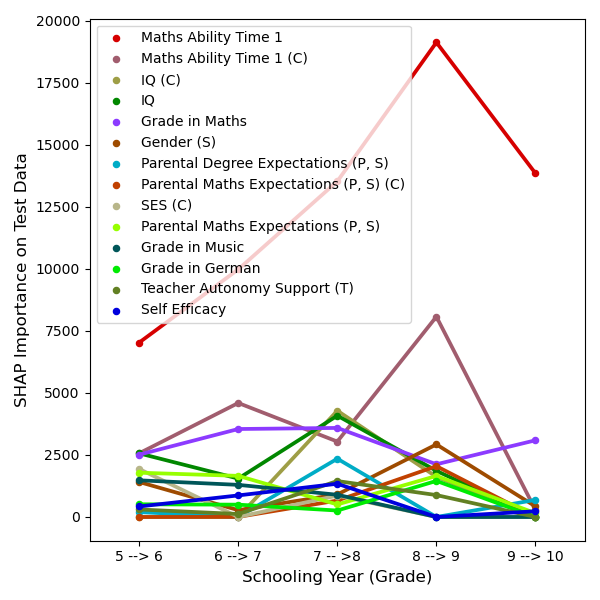 20000
17500
15000
12500
10000
7500
5000
2500
0
SHAP Importance on Test Data
Maths Ability Time 1
Maths Ability Time 1 (C)
IQ (C)
IQ
Grade in Maths
Gender (S)
Parental Degree Expectations (P, S)
Parental Maths Expectations (P, S) (C)
SES (C)
Parental Maths Expectations (P, S)
Grade in Music
Grade in German
Teacher Autonomy Support (T)
Self Efficacy
5 --> 6 6 --> 7 7 -->8 8 --> 9 9 --> 10
Schooling Year (Grade)